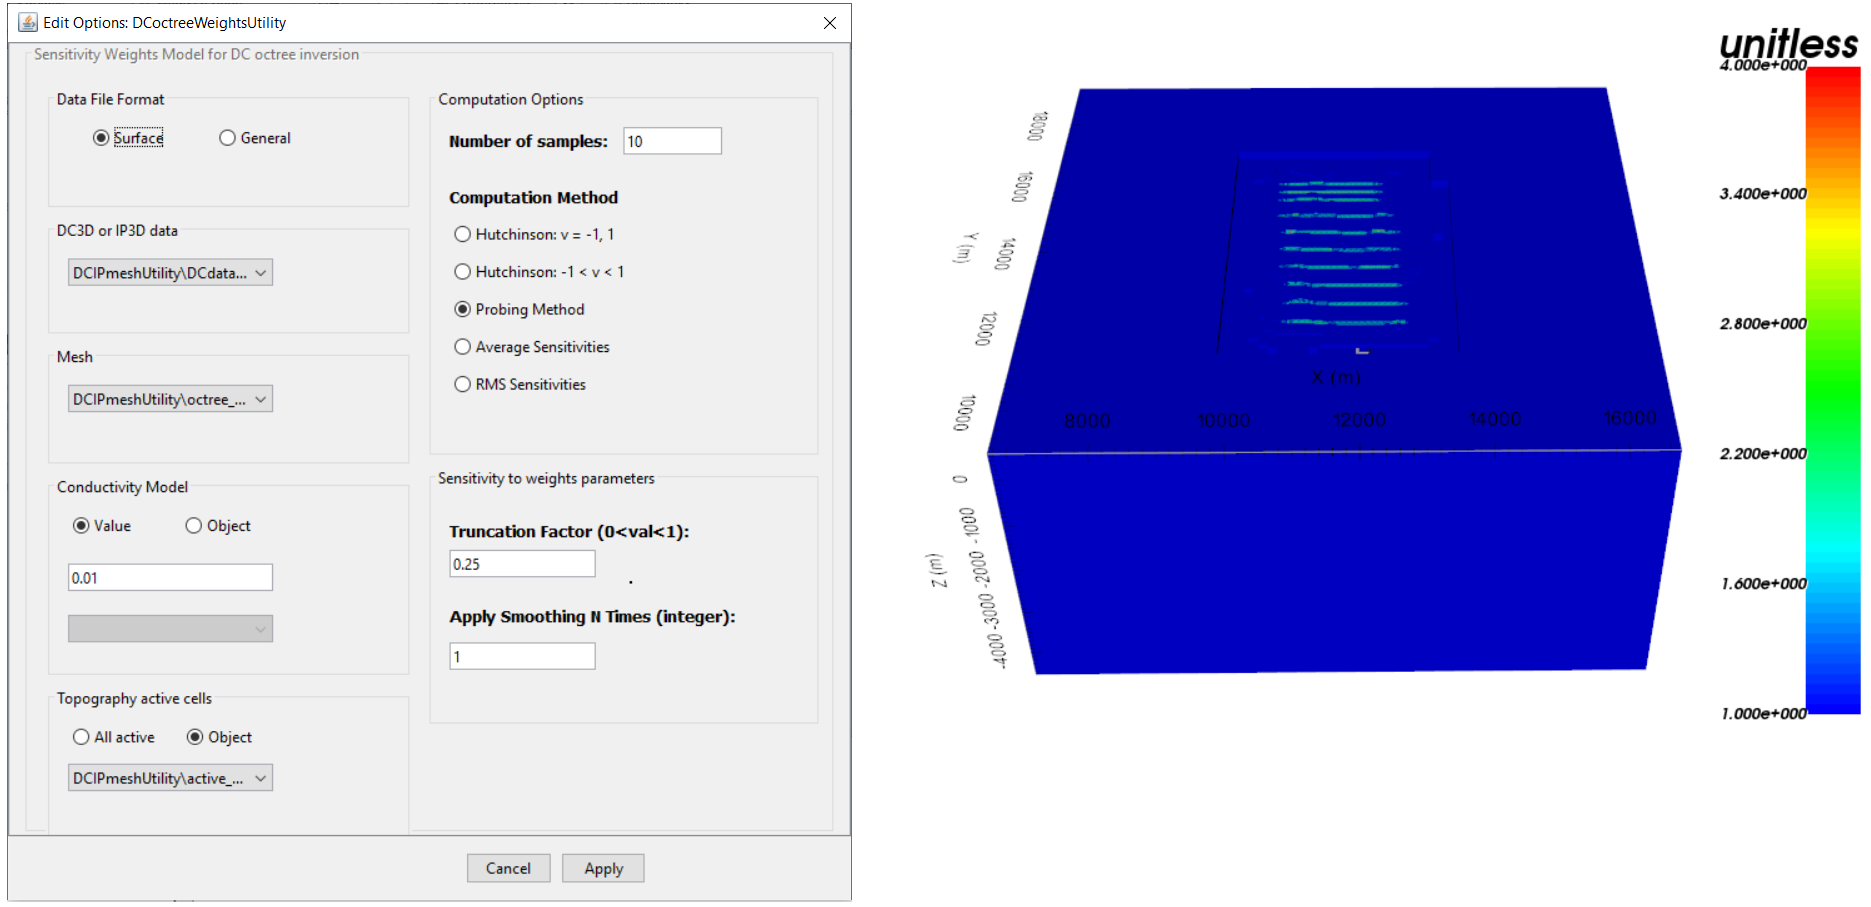 Edit Options: DCoctreeWeightsUtility
Sensitivity Weights Model for DC octree inversion
Data File Format
Surface
General
DC3D or IP3D data
DCIPmeshUtility\DCdata...
Mesh
DCIPmeshUtility\octree_...
Conductivity Model
Value
Object
0.01
Topography active cells
All active
Object
DCIPmeshUtility\active_...
Computation Options
Number of samples:
10
Computation Method
Hutchinson: v = -1, 1
Hutchinson: -1 < v < 1
Probing Method
Average Sensitivities
RMS Sensitivities
Sensitivity to weights parameters
Truncation Factor (0<val<1):
0.25
Apply Smoothing N Times (integer):
1
Cancel
Apply
18000
16000
14000
12000
10000
Y (m)
X (m)
8000
10000
12000
14000
16000
0
-1000
-2000
-3000
-4000
Z (m)
unitless
4.000e+000
3.400e+000
2.800e+000
2.200e+000
1.600e+000
1.000e+000